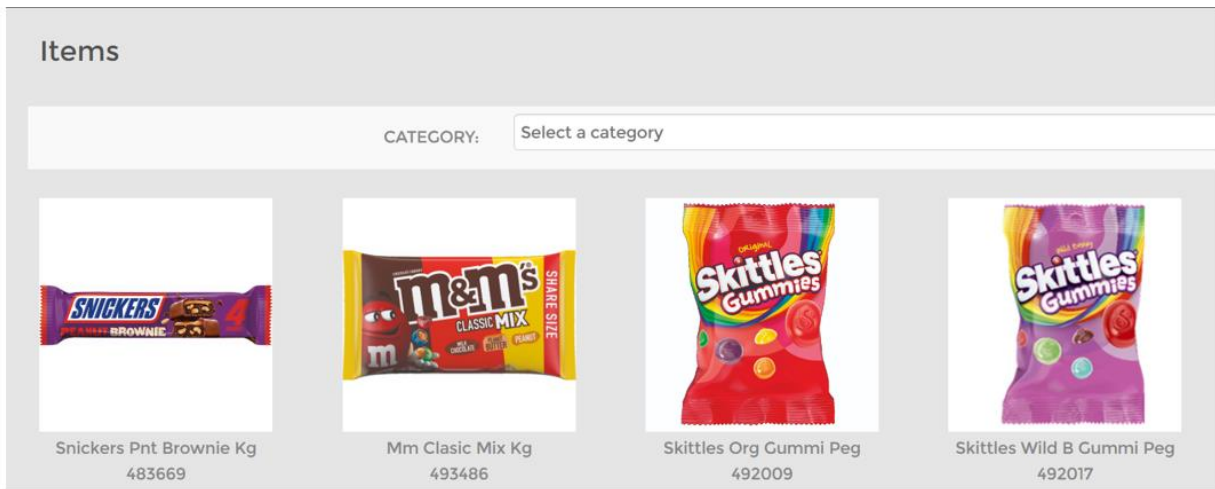 Items
CATEGORY:
Select a category
SNICKERS
4
PEANUT BROWNIE
m&m's
SHARE SIZE
CLASSIC MIX
MILK CHOCOLATE
PEANUT BUTTER
PEANUT
m
ORIGINAL
Skittles
Gummies
S
Wild Berry
Skittles
Gummies
S
Snickers Pnt Brownie Kg
483669
Mm Clasic Mix Kg
493486
Skittles Org Gummi Peg
492009
Skittles Wild B Gummi Peg
492017